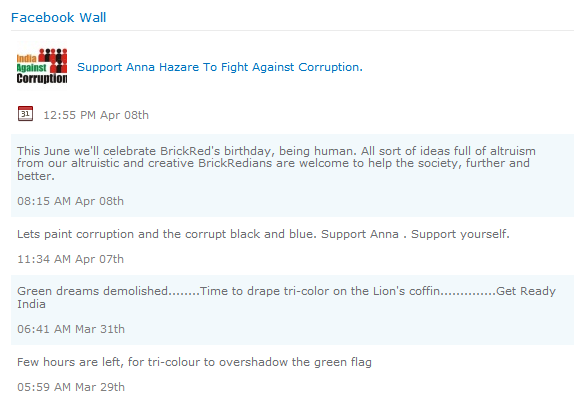 Facebook Wall
India
Against
Corruption
Support Anna Hazare To Fight Against Corruption.
31
12:55 PM Apr 08th
This June we'll celebrate BrickRed's birthday, being human. All sort of ideas full of altruism
from our altruistic and creative BrickRedians are welcome to help the society, further and
better.
08:15 AM Apr 08th
Lets paint corruption and the corrupt black and blue. Support Anna . Support yourself.
11:34 AM Apr 07th
Green dreams demolished........Time to drape tri-color on the Lion's coffin..............Get Ready
India
06:41 AM Mar 31th
Few hours are left, for tri-colour to overshadow the green flag
05:59 AM Mar 29th